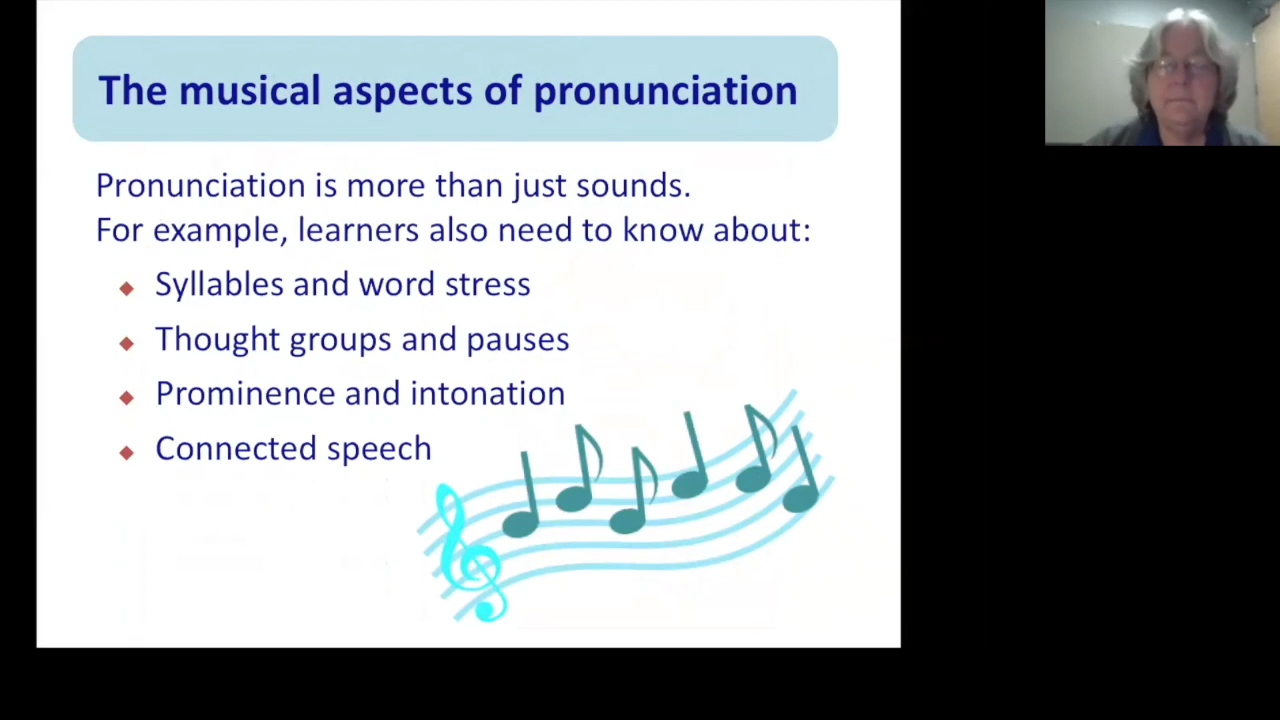 The musical aspects of pronunciation
Pronunciation is more than just sounds.
For example, learners also need to know about:
Syllables and word stress
Thought groups and pauses
Prominence and intonation
Connected speech